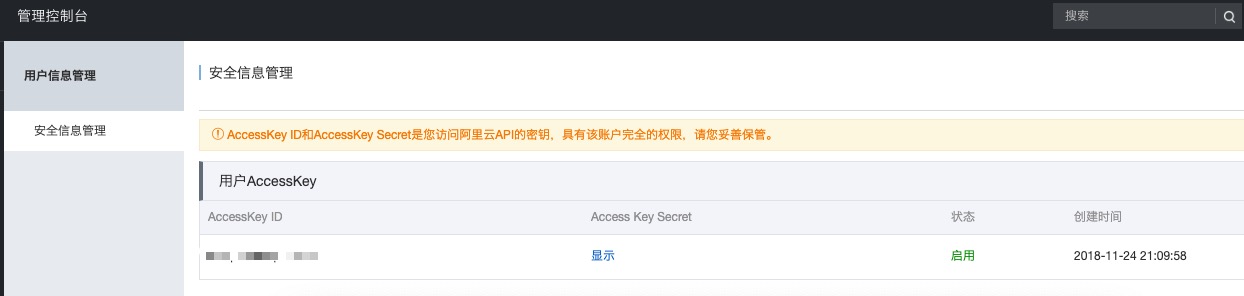 管理控制台
搜索
用户信息管理
安全信息管理
安全信息管理
AccessKey ID和AccessKey Secret是您访问阿里云API的密钥，具有该账户完全的权限，请您妥善保管。
用户AccessKey
AccessKey ID Access Key Secret 状态 创建时间
显示 启用 2018-11-24 21:09:58